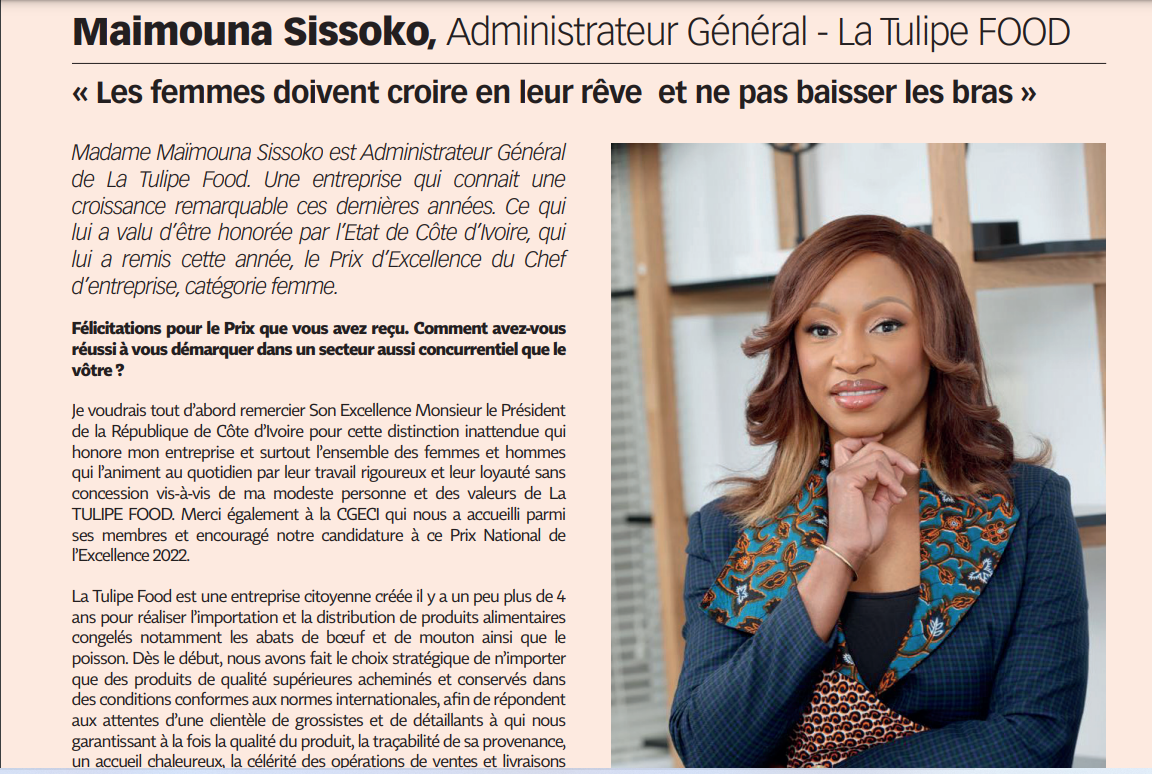 Maimouna Sissoko, Administrateur Général - La Tulipe FOOD
« Les femmes doivent croire en leur rêve et ne pas baisser les bras »
Madame Maïmouna Sissoko est Administrateur Général
de La Tulipe Food. Une entreprise qui connait une
croissance remarquable ces dernières années. Ce qui
lui a valu d’être honorée par l’Etat de Côte d’Ivoire, qui
lui a remis cette année, le Prix d’Excellence du Chef
d’entreprise, catégorie femme.
Félicitations pour le Prix que vous avez reçu. Comment avez-vous
réussi à vous démarquer dans un secteur aussi concurrentiel que le
vôtre ?
Je voudrais tout d’abord remercier Son Excellence Monsieur le Président
de la République de Côte d’Ivoire pour cette distinction inattendue qui
honore mon entreprise et surtout l’ensemble des femmes et hommes
qui l’animent au quotidien par leur travail rigoureux et leur loyauté sans
concession vis-à-vis de ma modeste personne et des valeurs de La
TULIPE FOOD. Merci également à la CGECI qui nous a accueilli parmi
ses membres et encouragé notre candidature à ce Prix National de
l’Excellence 2022.
La Tulipe Food est une entreprise citoyenne créée il y a un peu plus de 4
ans pour réaliser l’importation et la distribution de produits alimentaires
congelés notamment les abats de bœuf et de mouton ainsi que le
poisson. Dès le début, nous avons fait le choix stratégique de n’importer
que des produits de qualité supérieures acheminés et conservés dans
des conditions conformes aux normes internationales, afin de répondent
aux attentes d’une clientèle de grossistes et de détaillants à qui nous
garantissant à la fois la qualité du produit, la traçabilité de sa provenance,
un accueil chaleureux, la célérité des opérations de ventes et livraisons